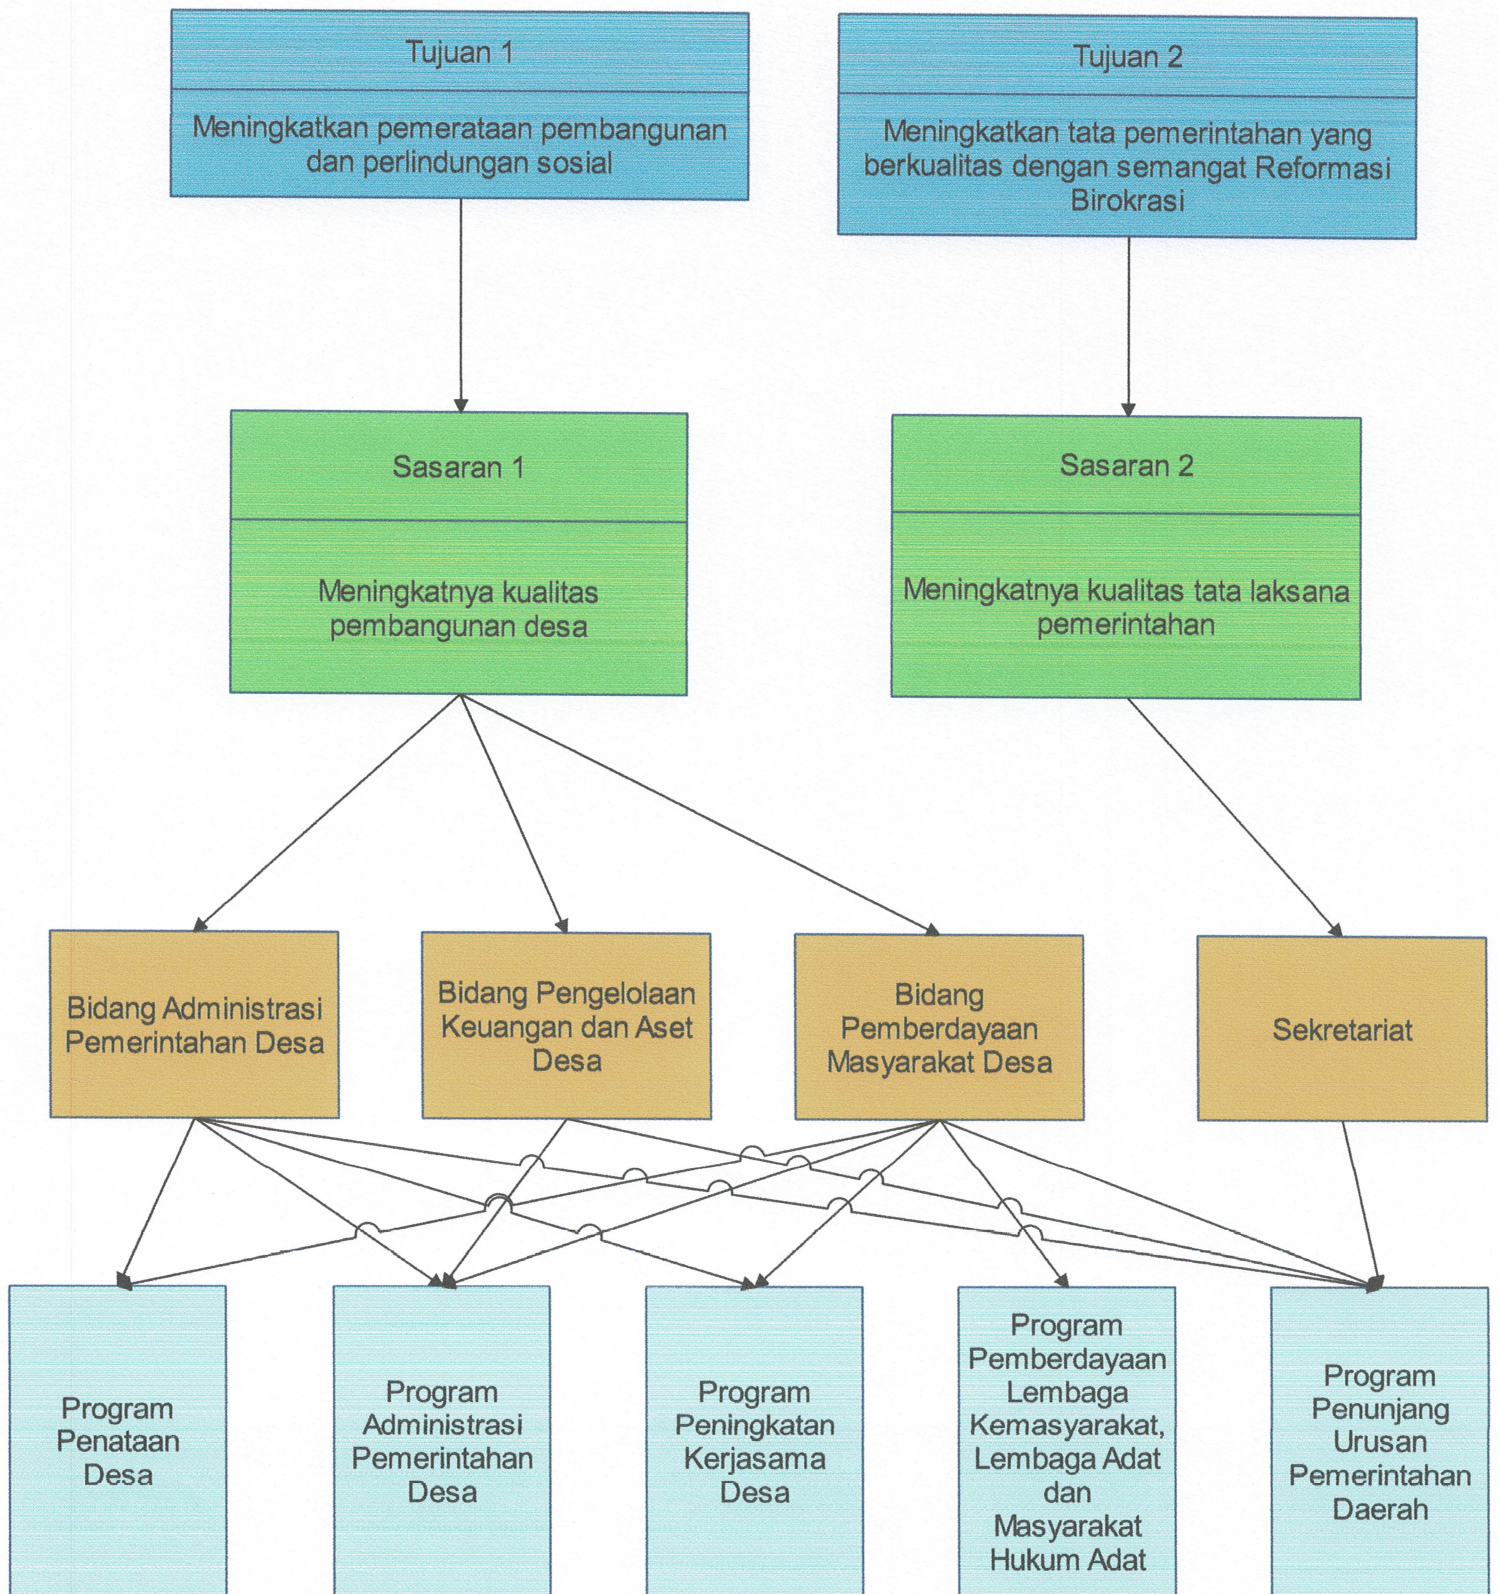 Tujuan 1
Meningkatkan pemerataan pembangunan
dan perlindungan sosial
Tujuan 2
Meningkatkan tata pemerintahan yang
berkualitas dengan semangat Reformasi
Birokrasi
Sasaran 1
Meningkatnya kualitas
pembangunan desa
Sasaran 2
Meningkatnya kualitas tata laksana
pemerintahan
Bidang Administrasi
Pemerintahan Desa
Bidang Pengelolaan
Keuangan dan Aset
Desa
Bidang
Pemberdayaan
Masyarakat Desa
Sekretariat
Program
Penataan
Desa
Program
Administrasi
Pemerintahan
Desa
Program
Peningkatan
Kerjasama
Desa
Program
Pemberdayaan
Lembaga
Kemasyarakat,
Lembaga Adat
dan
Masyarakat
Hukum Adat
Program
Penunjang
Urusan
Pemerintahan
Daerah